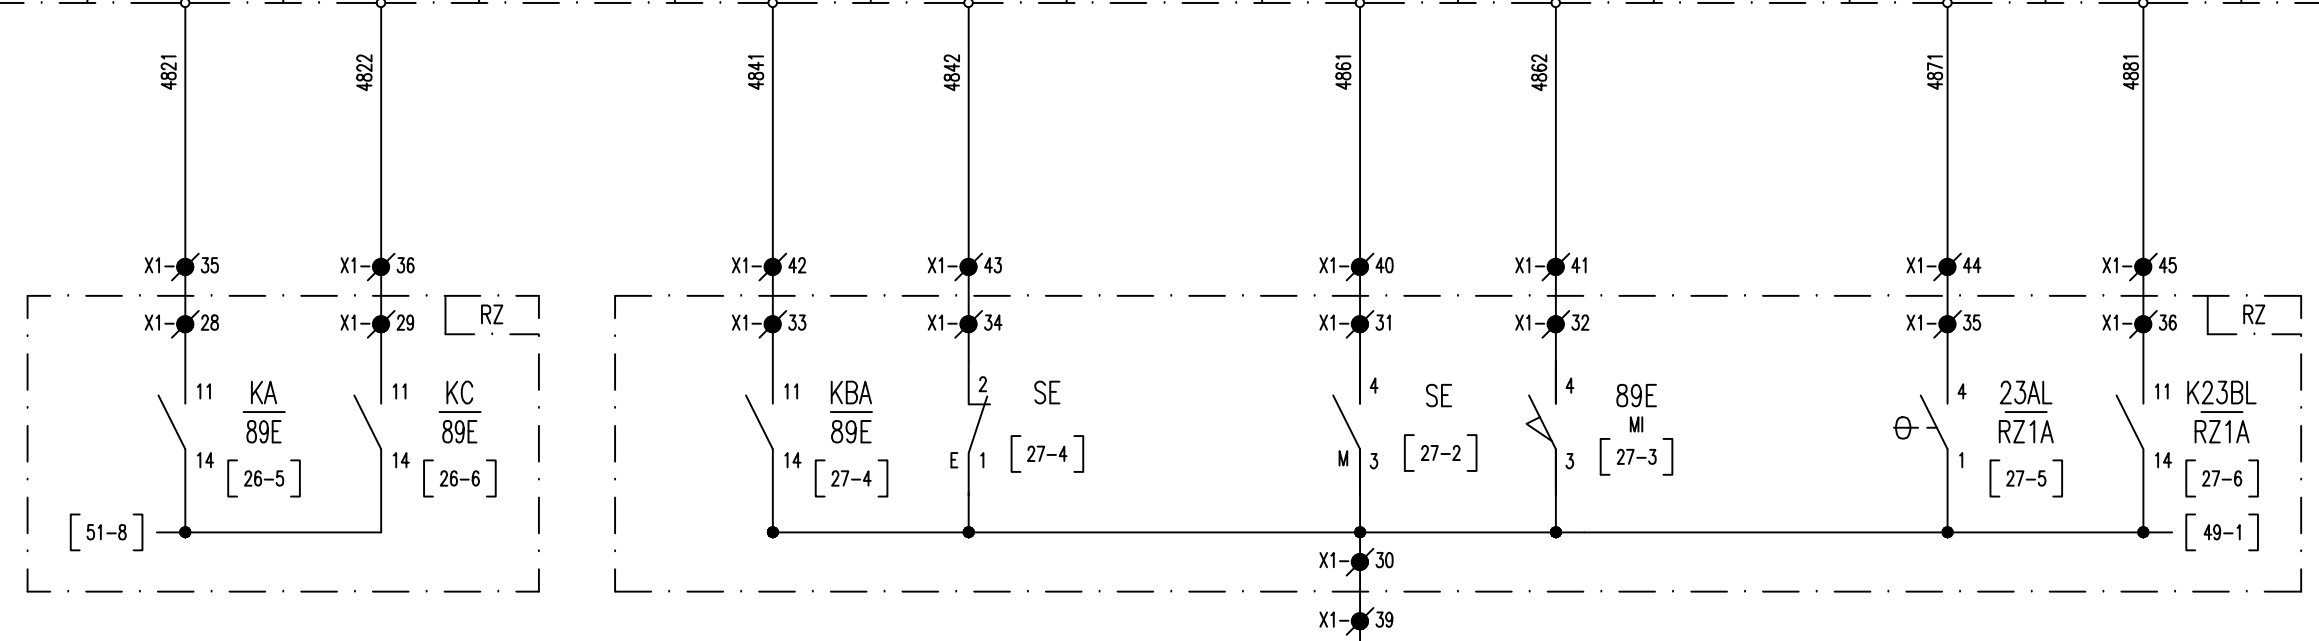 4821
4822
4841
4842
4861
4862
4871
4881
X1- 35
X1- 36
X1- 42
X1- 43
X1- 40
X1- 41
X1- 44
X1- 45
RZ
RZ
X1- 28
X1- 29
X1- 33
X1- 34
X1- 31
X1- 32
X1- 35
X1- 36
11 KA
89E
14 [26-5]
11 KC
89E
14 [26-6]
11 KBA
89E
14 [27-4]
2 SE
E 1 [27-4]
4 SE
M 3 [27-2]
4 89E
MI
3 [27-3]
4 23AL
RZ1A
1 [27-5]
11 K23BL
RZ1A
14 [27-6]
[51-8]
[49-1]
X1- 30
X1- 39